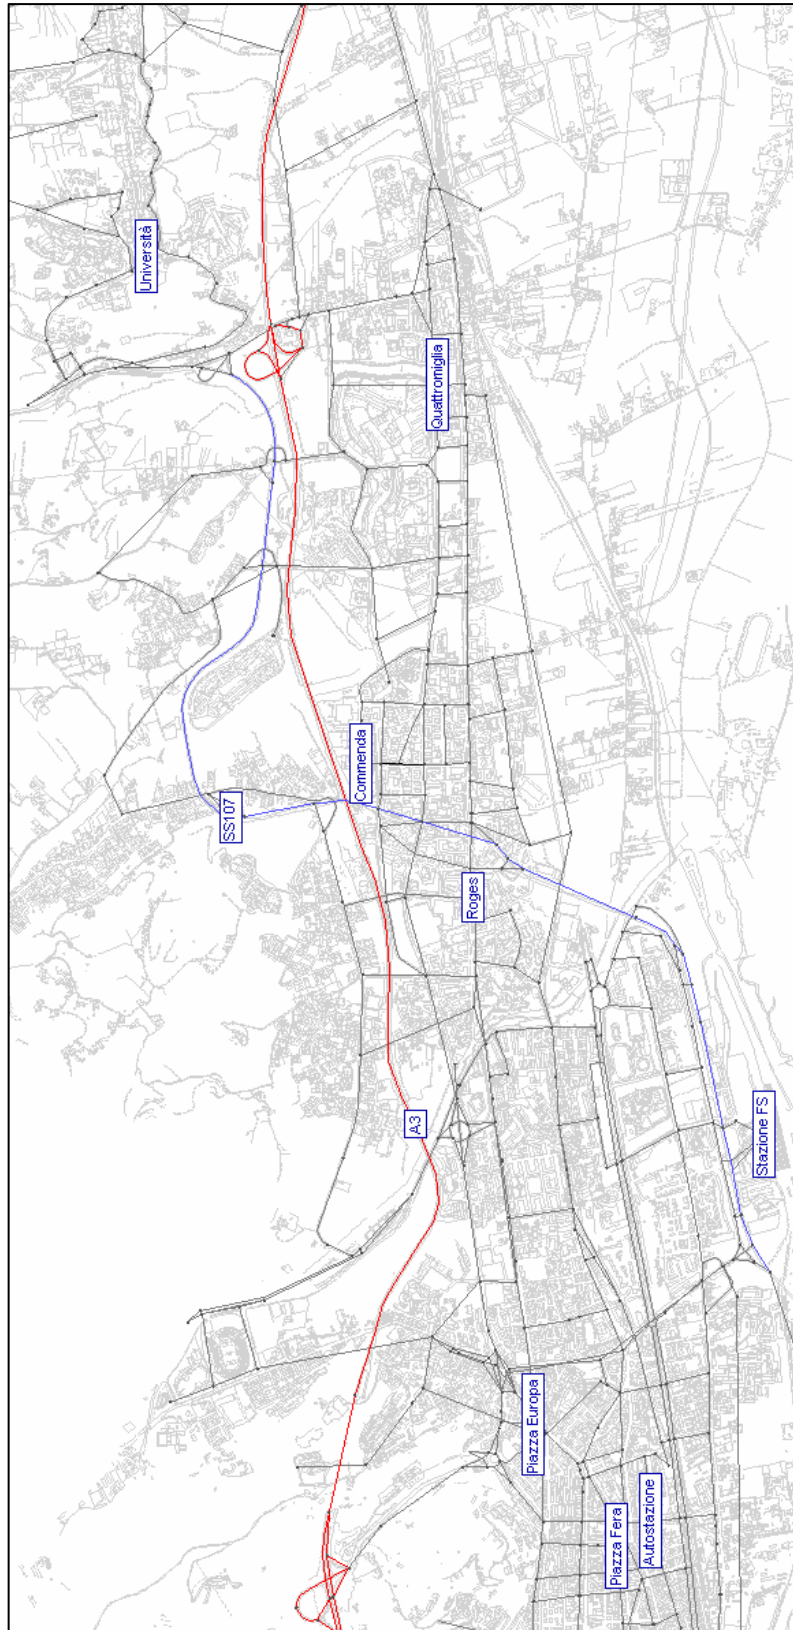 Università
Quattromiglia
Commenda
SS107
Roges
A3
Stazione FS
Piazza Europa
Piazza Fera
Autostazione